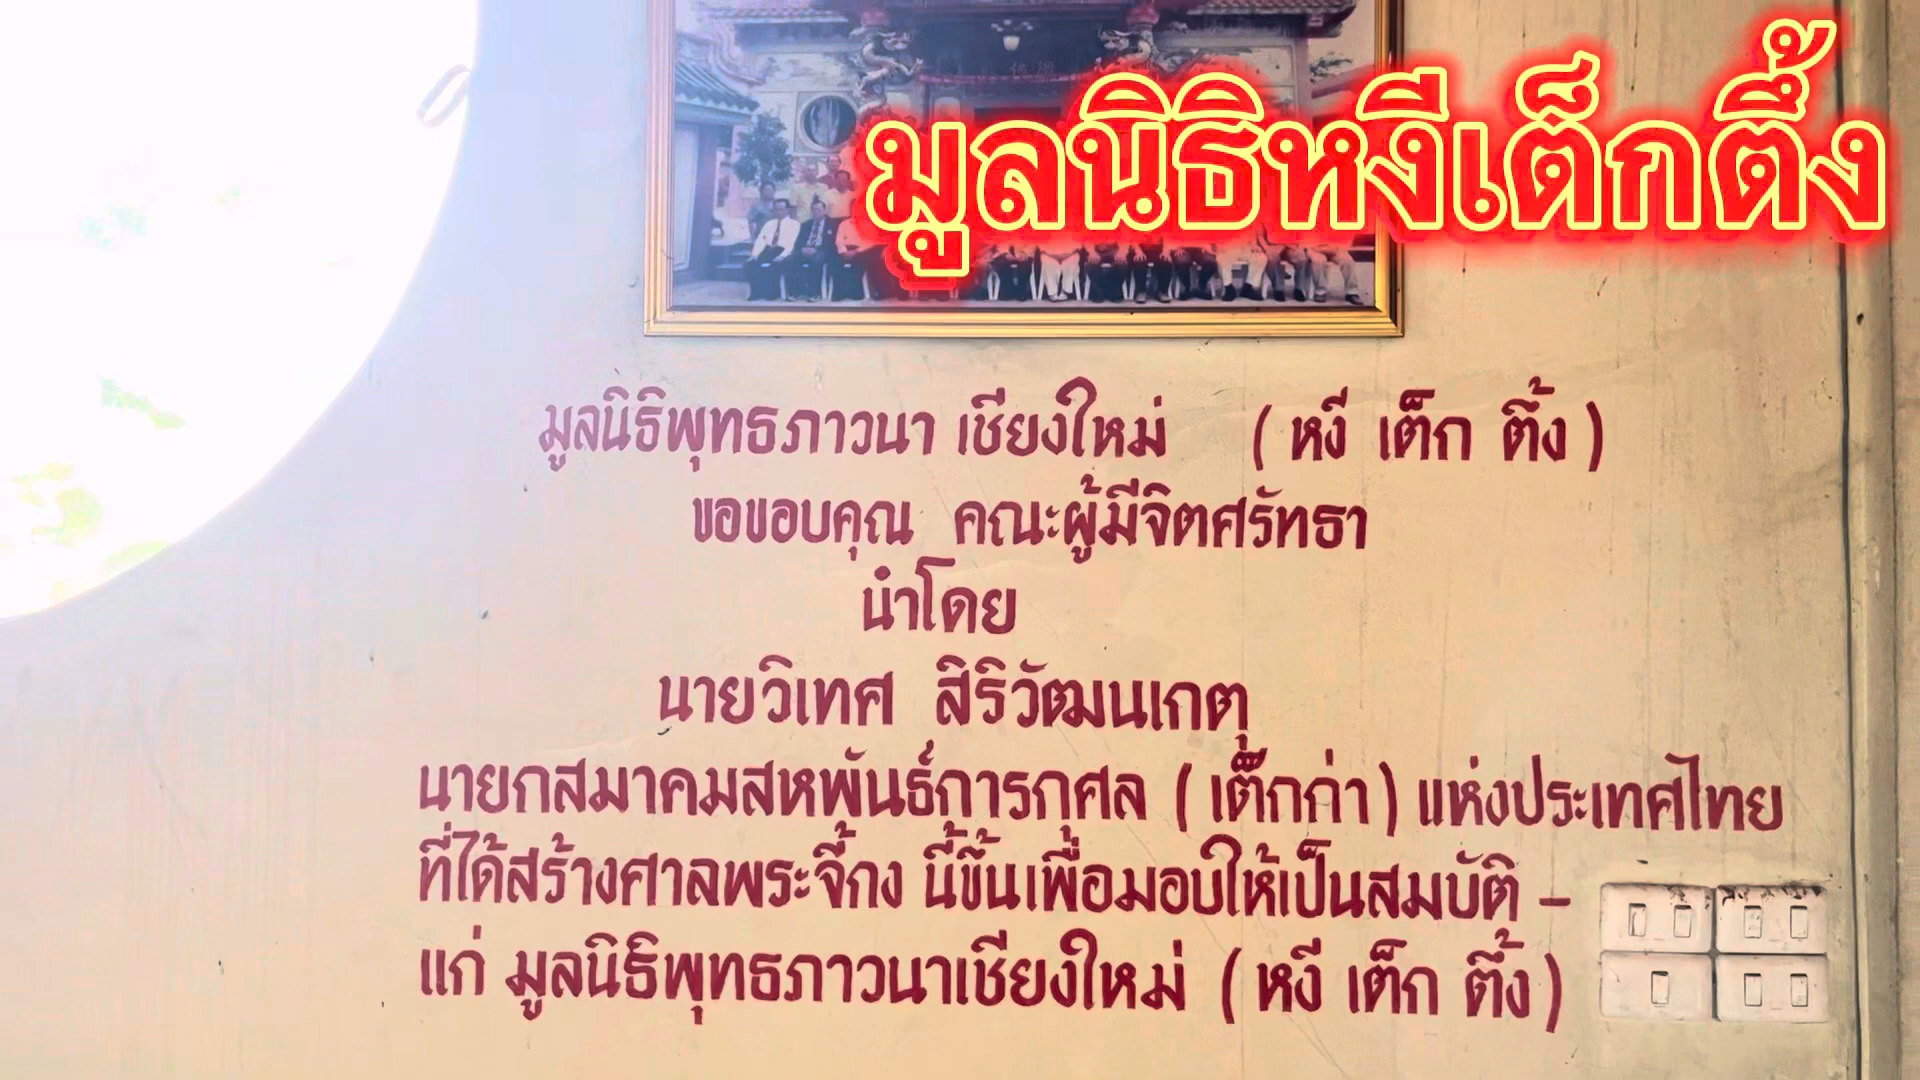 มูลนิธิหงีเต็กตึ้ง
มูลนิธิพุทธภาวนา เชียงใหม่ ( หงี เต็ก ตึ้ง )
ขอขอบคุณ คณะผู้มีจิตศรัทธา
นำโดย
นายวิเทศ สิริวัฒนเกตุ
นายกสมาคมสหพันธ์การกุศล ( เต็กก่า ) แห่งประเทศไทย
ที่ได้สร้างศาลพระจี้กง นี้ขึ้นเพื่อมอบให้เป็นสมบัติ –
แก่ มูลนิธิพุทธภาวนาเชียงใหม่ ( หงี เต็ก ตึ้ง )